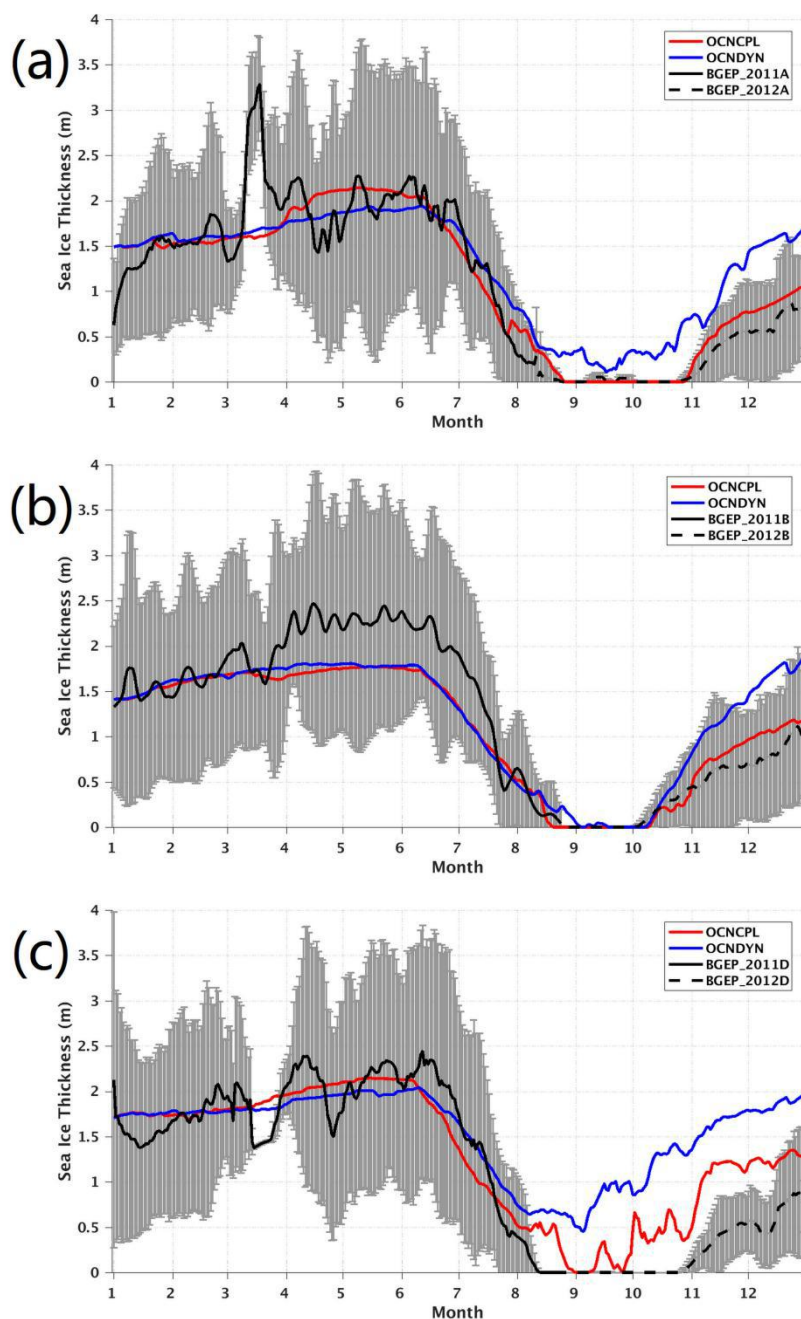 (a)
Sea Ice Thickness (m)
4
3.5
3
2.5
2
1.5
1
0.5
0
OCNCPL
OCNDYN
BGEP_2011A
BGEP_2012A
1 2 3 4 5 6 7 8 9 10 11 12
Month
(b)
Sea Ice Thickness (m)
4
3.5
3
2.5
2
1.5
1
0.5
0
OCNCPL
OCNDYN
BGEP_2011B
BGEP_2012B
1 2 3 4 5 6 7 8 9 10 11 12
Month
(c)
Sea Ice Thickness (m)
4
3.5
3
2.5
2
1.5
1
0.5
0
OCNCPL
OCNDYN
BGEP_2011D
BGEP_2012D
1 2 3 4 5 6 7 8 9 10 11 12
Month